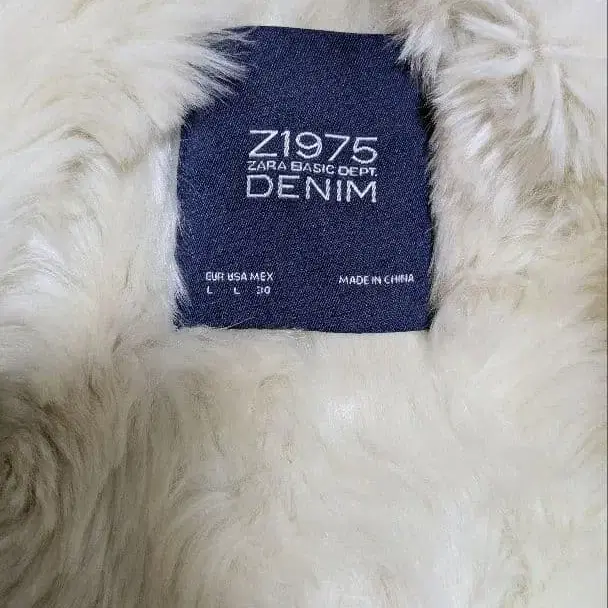 Z1975
ZARA BASIC DEPT.
DENIM
EUR USA MEX
L L 30
MADE IN CHINA